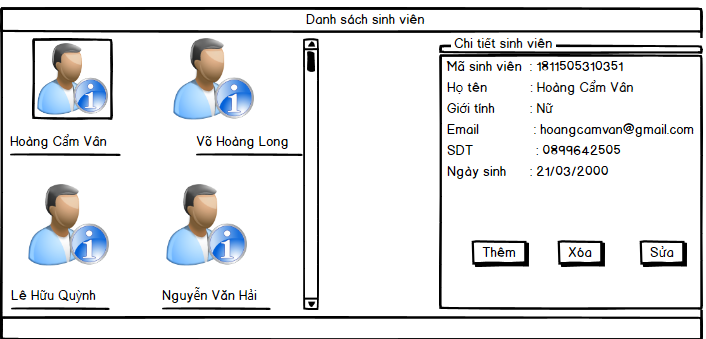 Danh sách sinh viên
Hoàng Cẩm Vân
Võ Hoàng Long
Lê Hữu Quỳnh
Nguyễn Văn Hải
Chi tiết sinh viên
Mã sinh viên : 1811505310351
Họ tên : Hoàng Cẩm Vân
Giới tính : Nữ
Email : hoangcamvan@gmail.com
SDT : 0899642505
Ngày sinh : 21/03/2000
Thêm Xóa Sửa